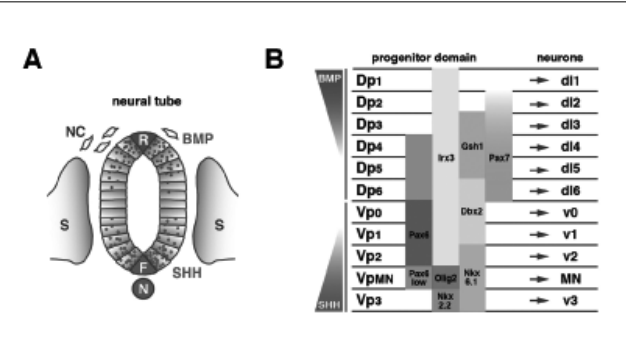 A
neural tube
NC
R
BMP
S
S
F
SHH
N
B
progenitor domain neurons
BMP
Dp1 dI1
Dp2 dI2
Dp3 dI3
Dp4 Irx3 Gsh1 Pax7 dI4
Dp5 dI5
Dp6 dI6
Vp0 Dbx2 v0
Vp1 Pax6 v1
Vp2 v2
VpMN Pax6 low Olig2 Nkx 6.1 MN
Vp3 Nkx 2.2 v3
SHH